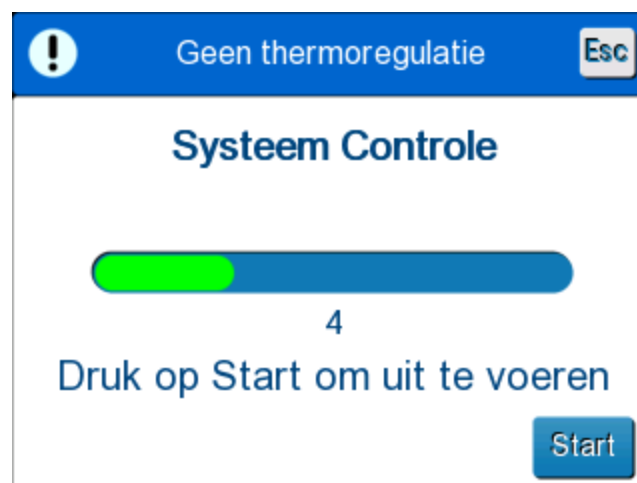 Geen thermoregulatie
Esc
Systeem Controle
4
Druk op Start om uit te voeren
Start